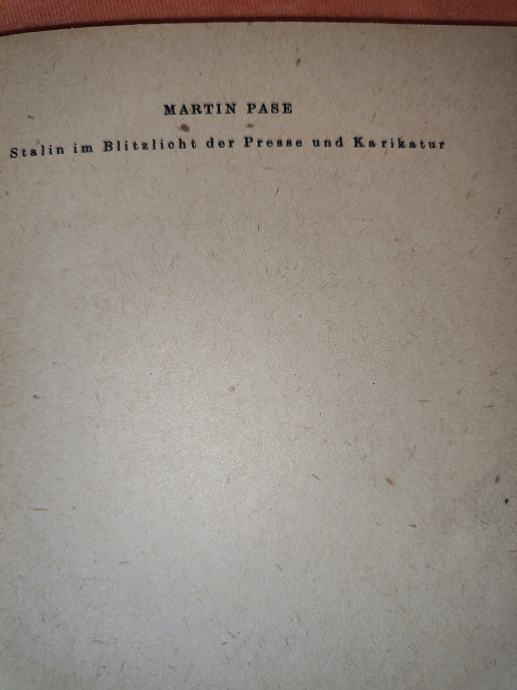 MARTIN PASE
Stalin im Blitzlicht der Presse und Karikatur